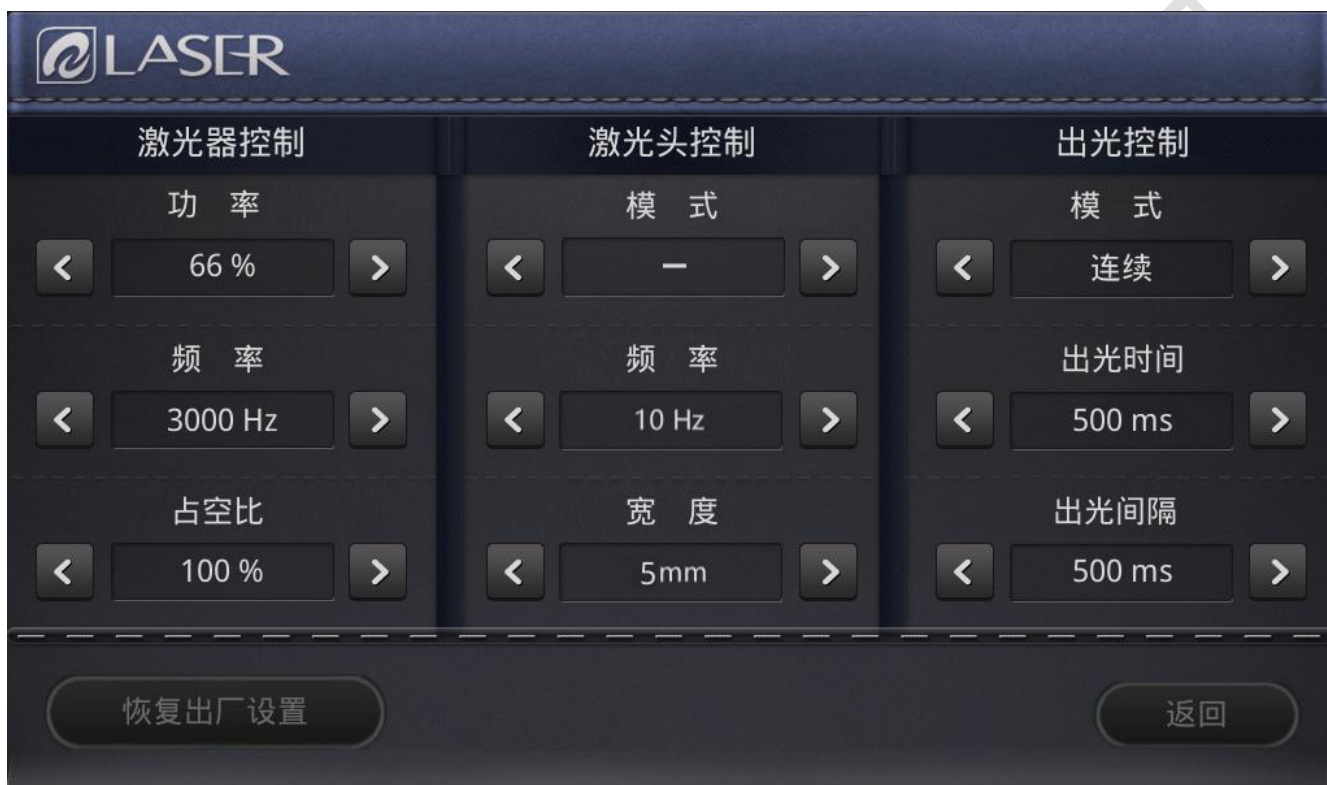 LASER
激光器控制
功 率
66 %
频 率
3000 Hz
占空比
100 %
激光头控制
模 式
—
频 率
10 Hz
宽 度
5mm
出光控制
模 式
连续
出光时间
500 ms
出光间隔
500 ms
恢复出厂设置
返回